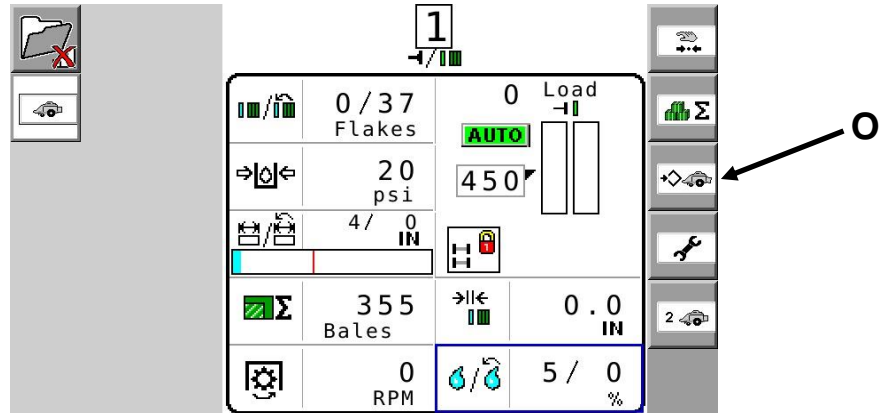 1
0/37
Flakes
0
Load
AUTO
20
psi
450
4/ 0
IN
1
355
Bales
0.0
IN
0
RPM
5/ 0
%
Σ
Σ
2
O